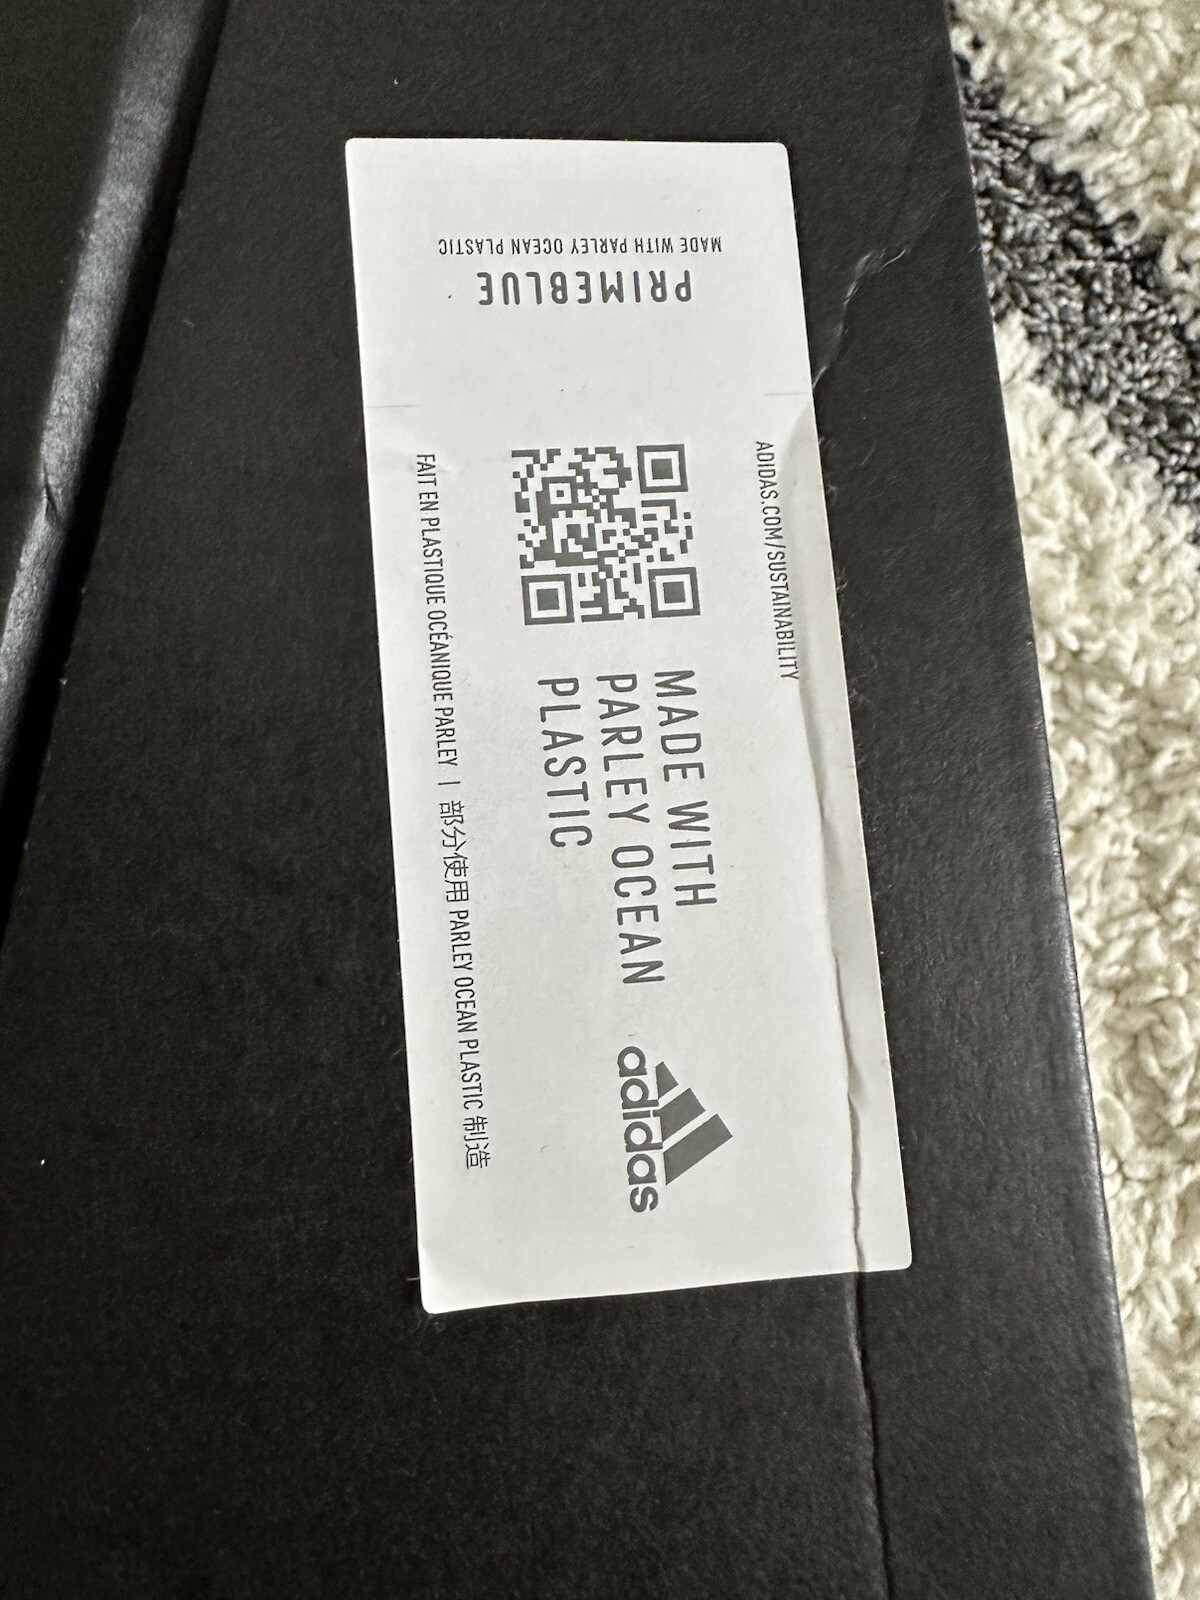 PRIMEBLUE
MADE WITH PARLEY OCEAN PLASTIC
ADIDAS.COM/SUSTAINABILITY
MADE WITH
PARLEY OCEAN
PLASTIC
adidas
FAIT EN PLASTIQUE OCÉANIQUE PARLEY | 部分使用 PARLEY OCEAN PLASTIC 制造